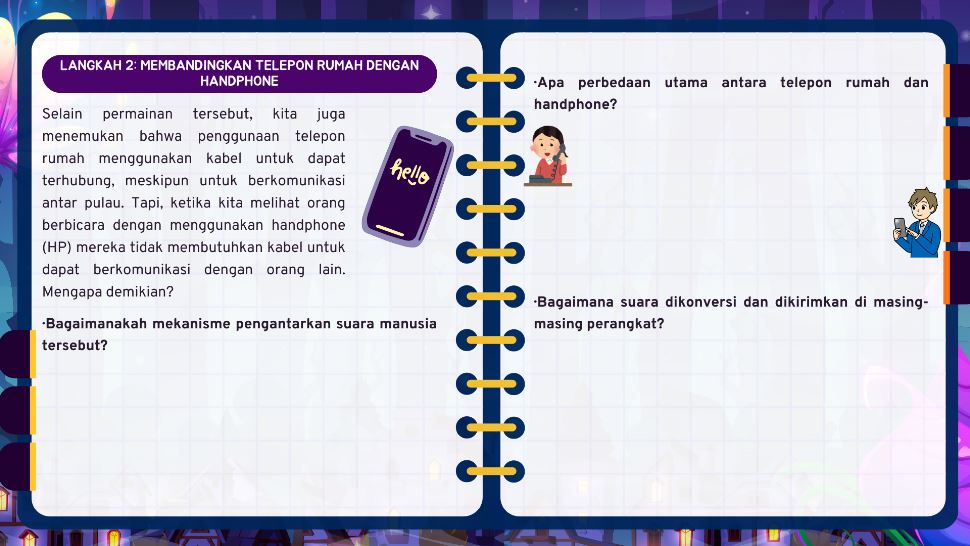 LANGKAH 2: MEMBANDINGKAN TELEPON RUMAH DENGAN
HANDPHONE
Selain permainan tersebut, kita juga
menemukan bahwa penggunaan telepon
rumah menggunakan kabel untuk dapat
terhubung, meskipun untuk berkomunikasi
antar pulau. Tapi, ketika kita melihat orang
berbicara dengan menggunakan handphone
(HP) mereka tidak membutuhkan kabel untuk
dapat berkomunikasi dengan orang lain.
Mengapa demikian?
hello
·Bagaimanakah mekanisme pengantarkan suara manusia
tersebut?
·Apa perbedaan utama antara telepon rumah dan
handphone?
·Bagaimana suara dikonversi dan dikirimkan di masing-
masing perangkat?